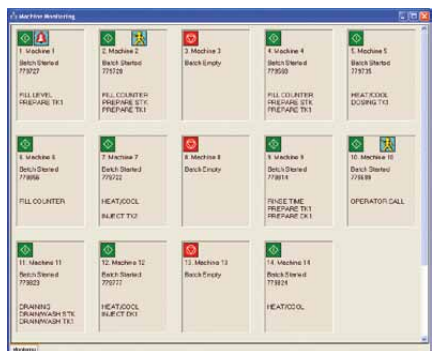 Machine Monitoring
1. Machine 1
Batch Started
779727
FILL LEVEL
PREPARE TK1
2. Machine 2
Batch Started
779728
FILL COUNTER
PREPARE STK
PREPARE TK1
3. Machine 3
Batch Empty
4. Machine 4
Batch Started
FILL COUNTER
PREPARE STK
PREPARE TK1
5. Machine 5
Batch Started
779735
HEAT/COOL
DOSING TK1
6. Machine 6
Batch Started
FILL COUNTER
7. Machine 7
Batch Started
779722
HEAT/COOL
INJECT TK2
8. Machine 8
Batch Empty
9. Machine 9
Batch Started
779814
RINSE TIME
PREPARE TK1
PREPARE DK1
10. Machine 10
Batch Started
OPERATOR CALL
11. Machine 11
Batch Started
779823
DRAINING
DRAIN/WASH STK
DRAIN/WASH TK1
12. Machine 12
Batch Started
779777
HEAT/COOL
INJECT DK1
13. Machine 13
Batch Empty
14. Machine 14
Batch Started
779824
HEAT/COOL